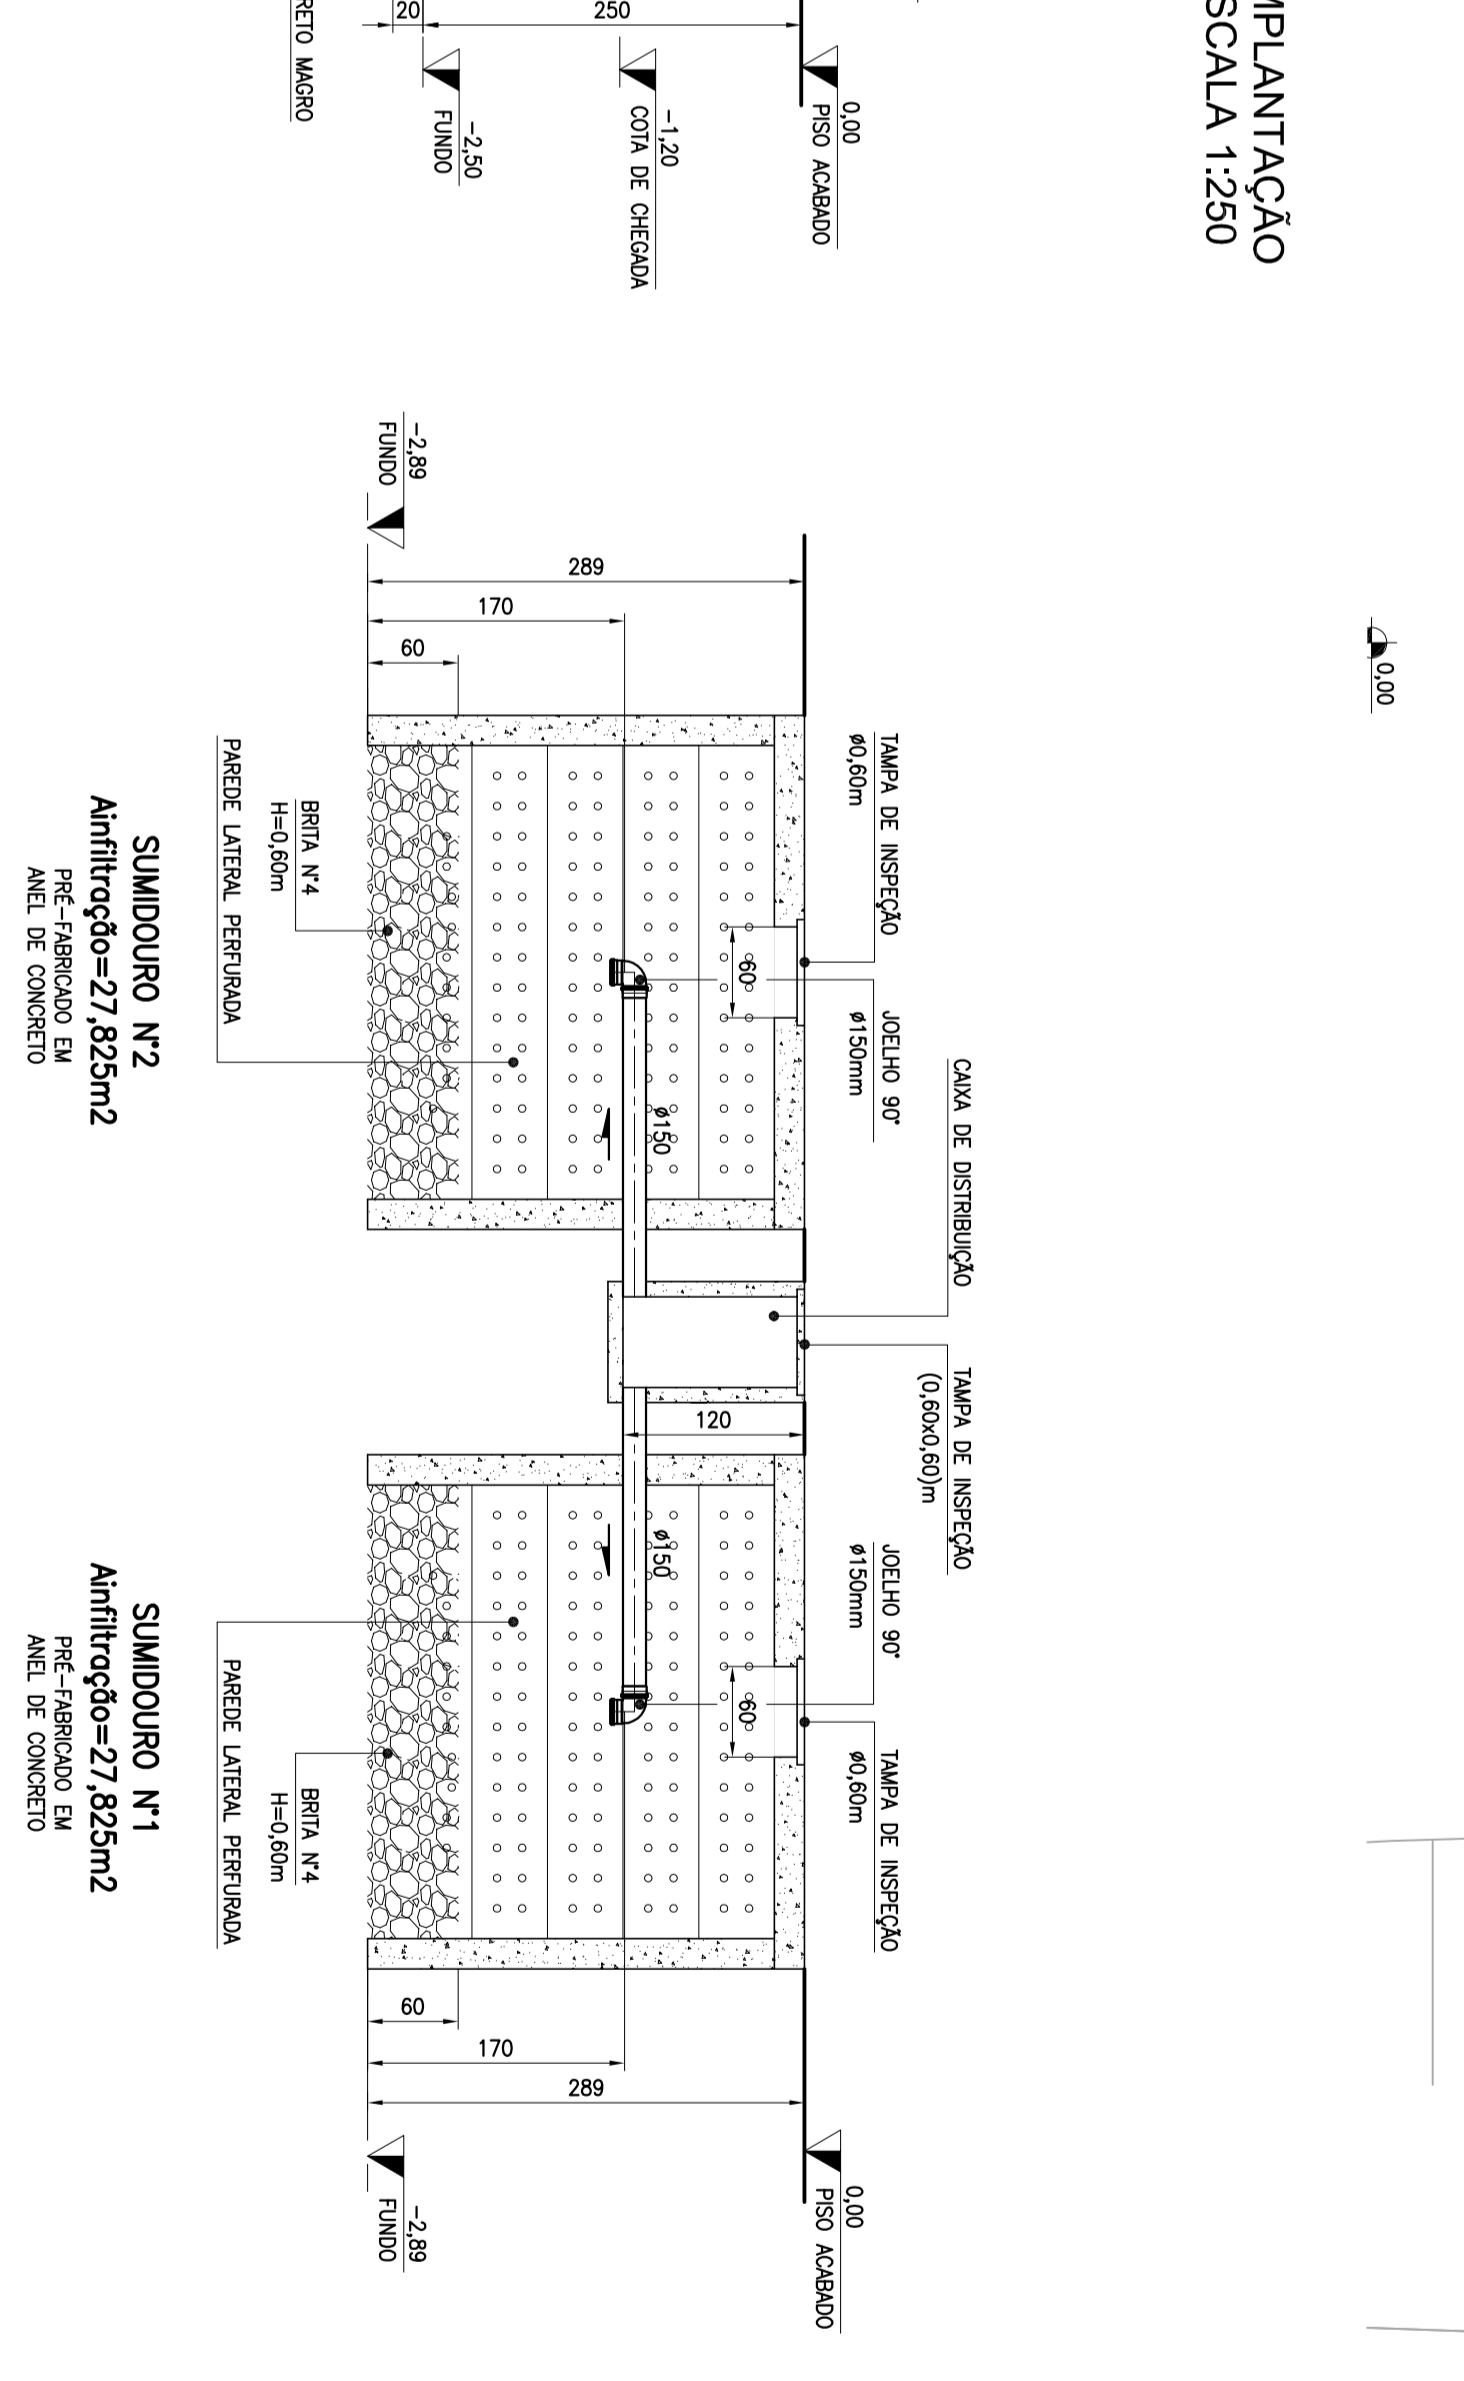 MPLANTAÇÃO
SCALA 1:250
0,00
20
250
RETO MAGRO
0,00
PISO ACABADO
-1,20
COTA DE CHEGADA
-2,50
FUNDO
-2,89
FUNDO
289
170
60
TAMPA DE INSPEÇÃO
ø0,60m
JOELHO 90°
ø150mm
CAIXA DE DISTRIBUIÇÃO
TAMPA DE INSPEÇÃO
(0,60x0,60)m
JOELHO 90°
ø150mm
TAMPA DE INSPEÇÃO
ø0,60m
60
ø150
120
ø150
60
BRITA N°4
H=0,60m
PAREDE LATERAL PERFURADA
PAREDE LATERAL PERFURADA
BRITA N°4
H=0,60m
60
170
289
0,00
PISO ACABADO
-2,89
FUNDO
SUMIDOURO N°2
Ainfiltração=27,825m2
PRÉ-FABRICADO EM
ANEL DE CONCRETO
SUMIDOURO N°1
Ainfiltração=27,825m2
PRÉ-FABRICADO EM
ANEL DE CONCRETO